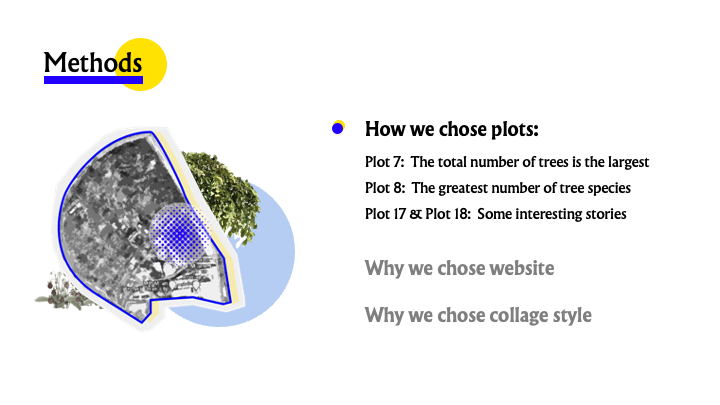 Methods
How we chose plots:
Plot 7: The total number of trees is the largest
Plot 8: The greatest number of tree species
Plot 17 & Plot 18: Some interesting stories
Why we chose website
Why we chose collage style